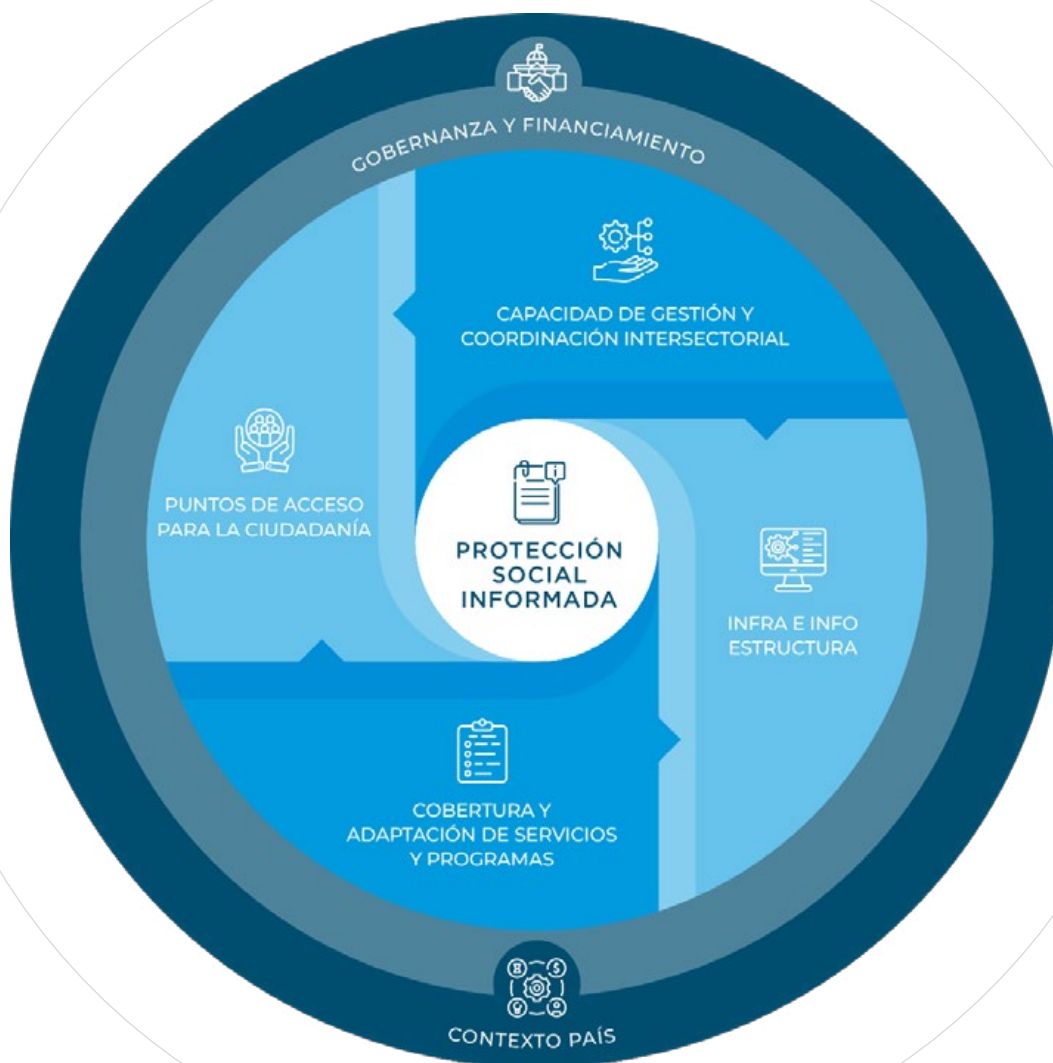 GOBERNANZA Y FINANCIAMIENTO
CAPACIDAD DE GESTIÓN Y
COORDINACIÓN INTERSECTORIAL
PUNTOS DE ACCESO
PARA LA CIUDADANÍA
PROTECCIÓN
SOCIAL
INFORMADA
INFRA E INFO
ESTRUCTURA
COBERTURA Y
ADAPTACIÓN DE SERVICIOS
Y PROGRAMAS
CONTEXTO PAÍS